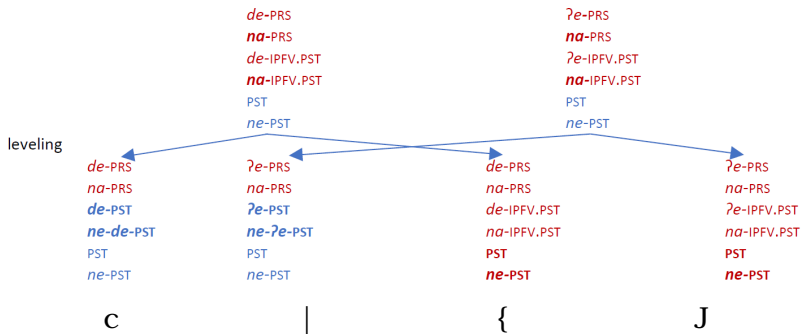 de-PRS
na-PRS
de-IPFV.PST
na-IPFV.PST
PST
ne-PST
ʔe-PRS
na-PRS
ʔe-IPFV.PST
na-IPFV.PST
PST
ne-PST
leveling
de-PRS
na-PRS
de-PST
ne-de-PST
PST
ne-PST
ʔe-PRS
na-PRS
ʔe-PST
ne-ʔe-PST
PST
ne-PST
de-PRS
na-PRS
de-IPFV.PST
na-IPFV.PST
PST
ne-PST
ʔe-PRS
na-PRS
ʔe-IPFV.PST
na-IPFV.PST
PST
ne-PST
c | { J